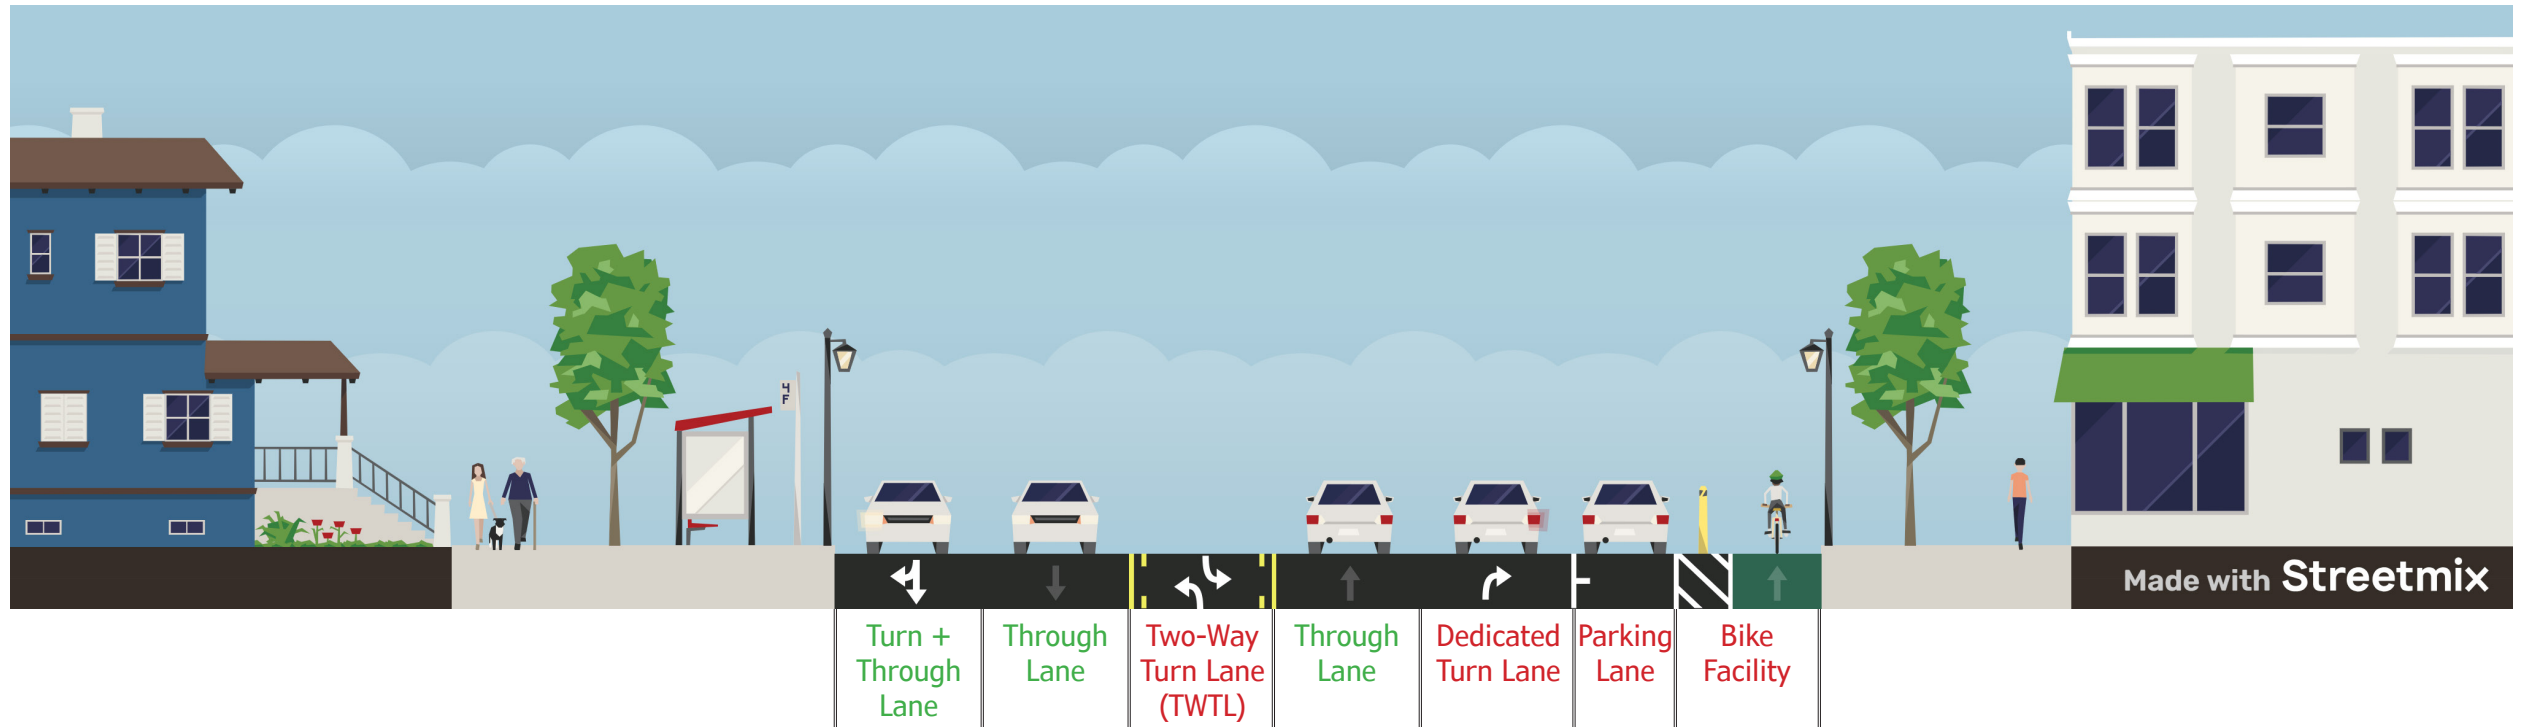 4
F
Made with Streetmix
Turn +
Through
Lane
Through
Lane
Two-Way
Turn Lane
(TWTL)
Through
Lane
Dedicated
Turn Lane
Parking
Lane
Bike
Facility